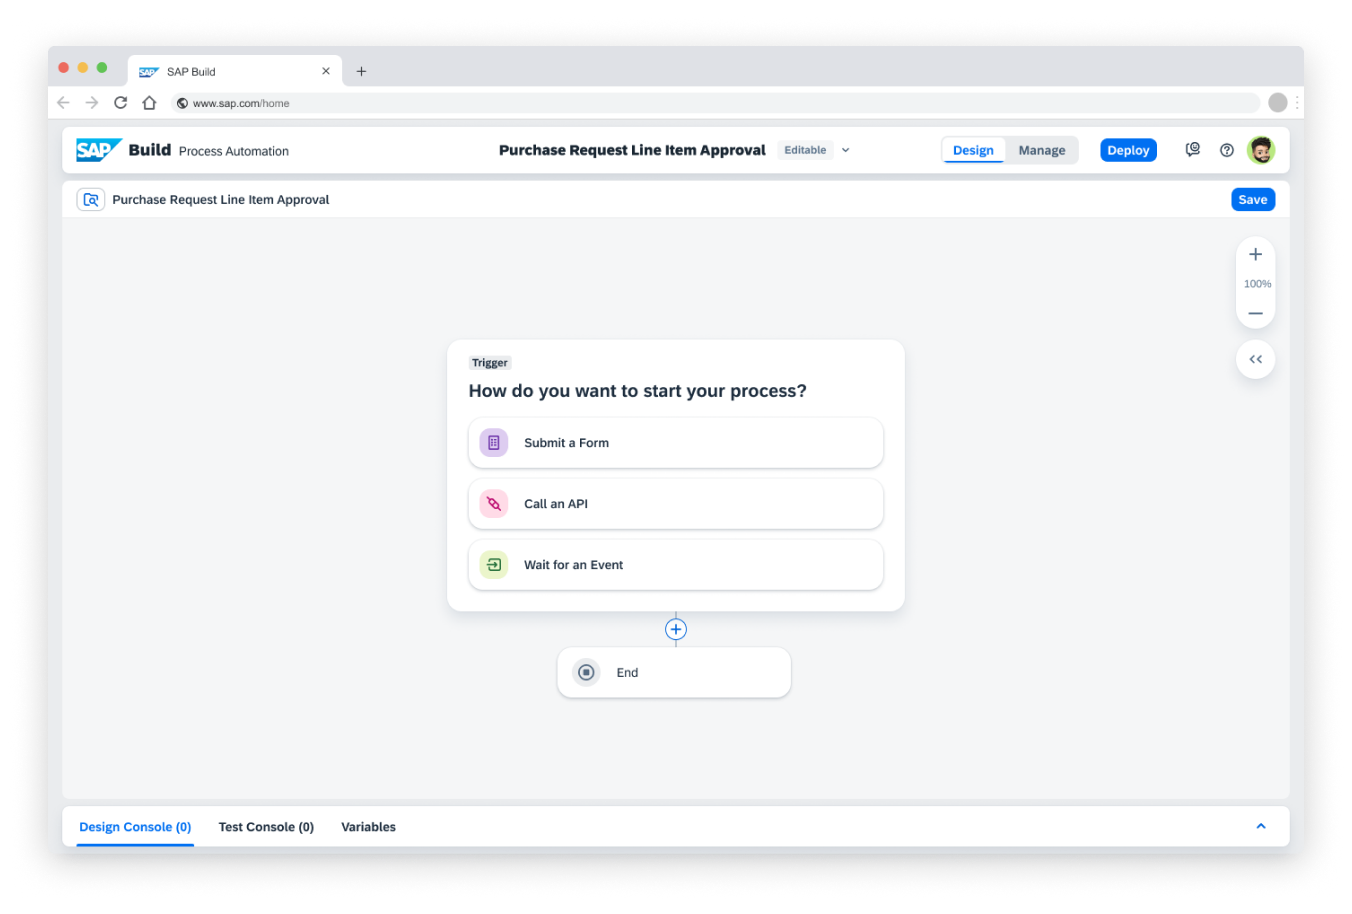 SAP SAP Build
www.sap.com/home
SAP Build Process Automation
Purchase Request Line Item Approval Editable
Design Manage
Deploy
Purchase Request Line Item Approval
Save
100%
Trigger
How do you want to start your process?
Submit a Form
Call an API
Wait for an Event
End
Design Console (0) Test Console (0) Variables